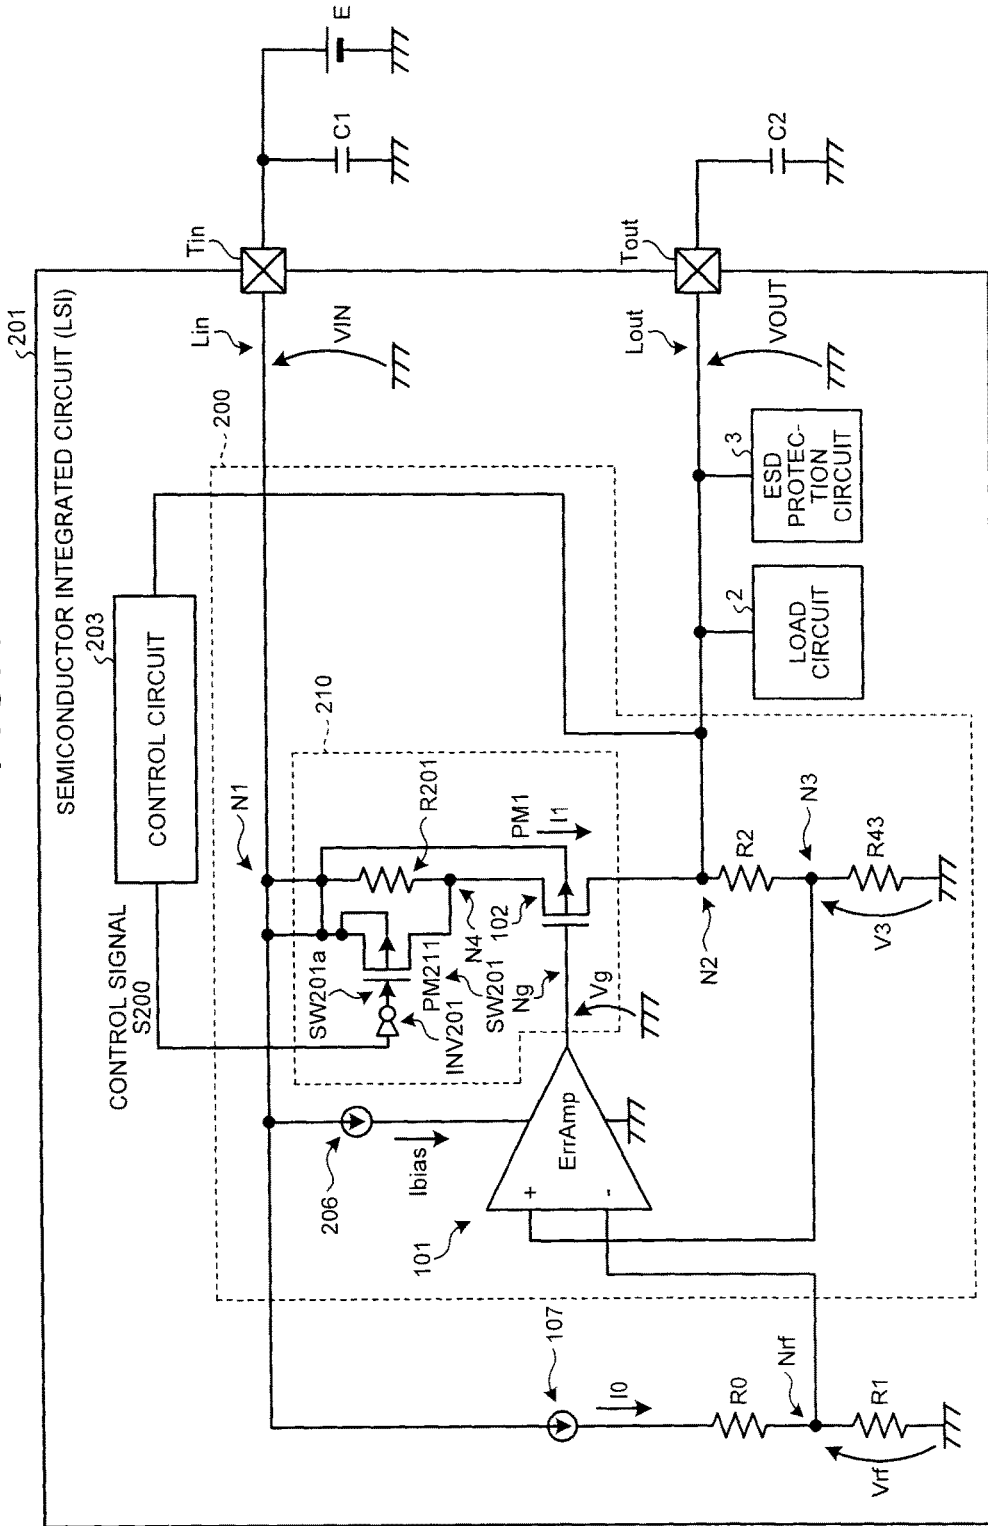 201
SEMICONDUCTOR INTEGRATED CIRCUIT (LSI)
203
CONTROL CIRCUIT
CONTROL SIGNAL
S200
N1
200
Lin
VIN
Tin
C1
E
210
R201
SW201a
N4
102
PM1
I1
PM211
SW201
INV201
Ng
Vg
206
Ibias
101
ErrAmp
+
-
107
I0
R0
Nrf
R1
Vrf
N2
R2
N3
R43
V3
2
LOAD
CIRCUIT
3
ESD
PROTEC-
TION
CIRCUIT
Lout
VOUT
Tout
C2